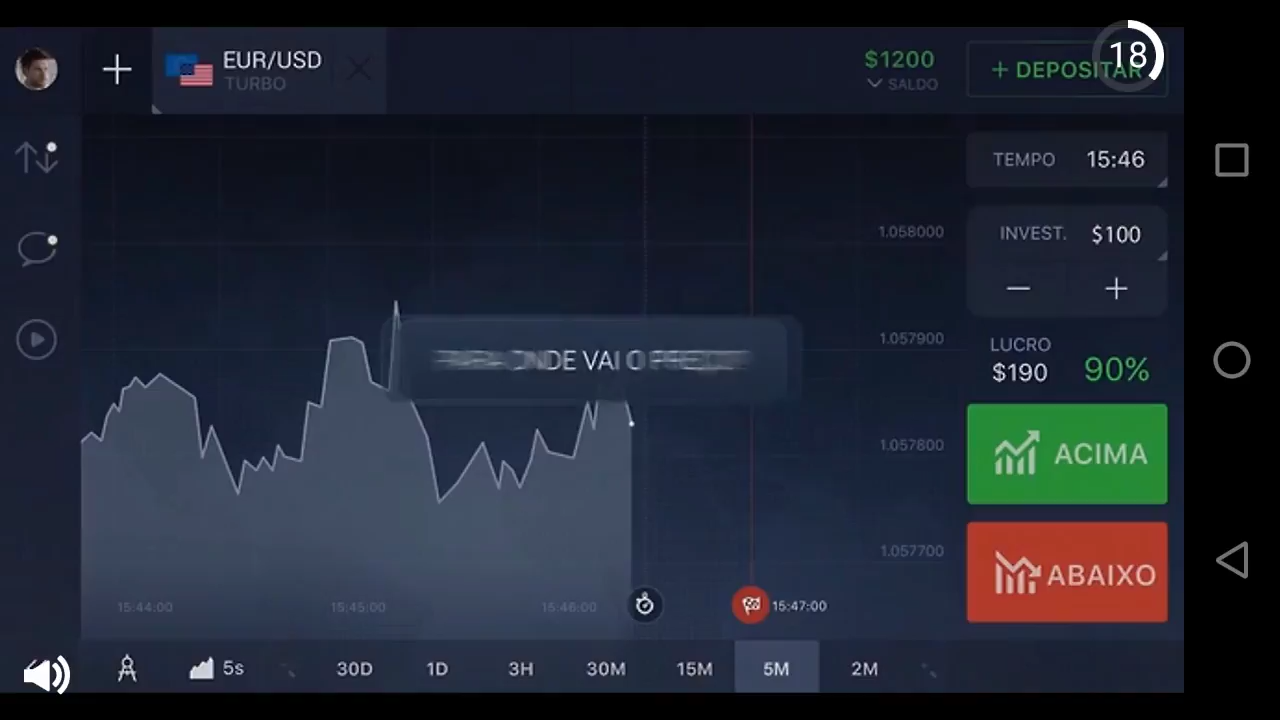 EUR/USD
TURBO
$1200
SALDO
+ DEPOSITAR
18
TEMPO 15:46
INVEST. $100
LUCRO
$190 90%
ACIMA
ABAIXO
1.058000
1.057900
1.057800
1.057700
ONDE VAI O
15:44:00 15:45:00 15:46:00 15:47:00
5s 30D 1D 3H 30M 15M 5M 2M